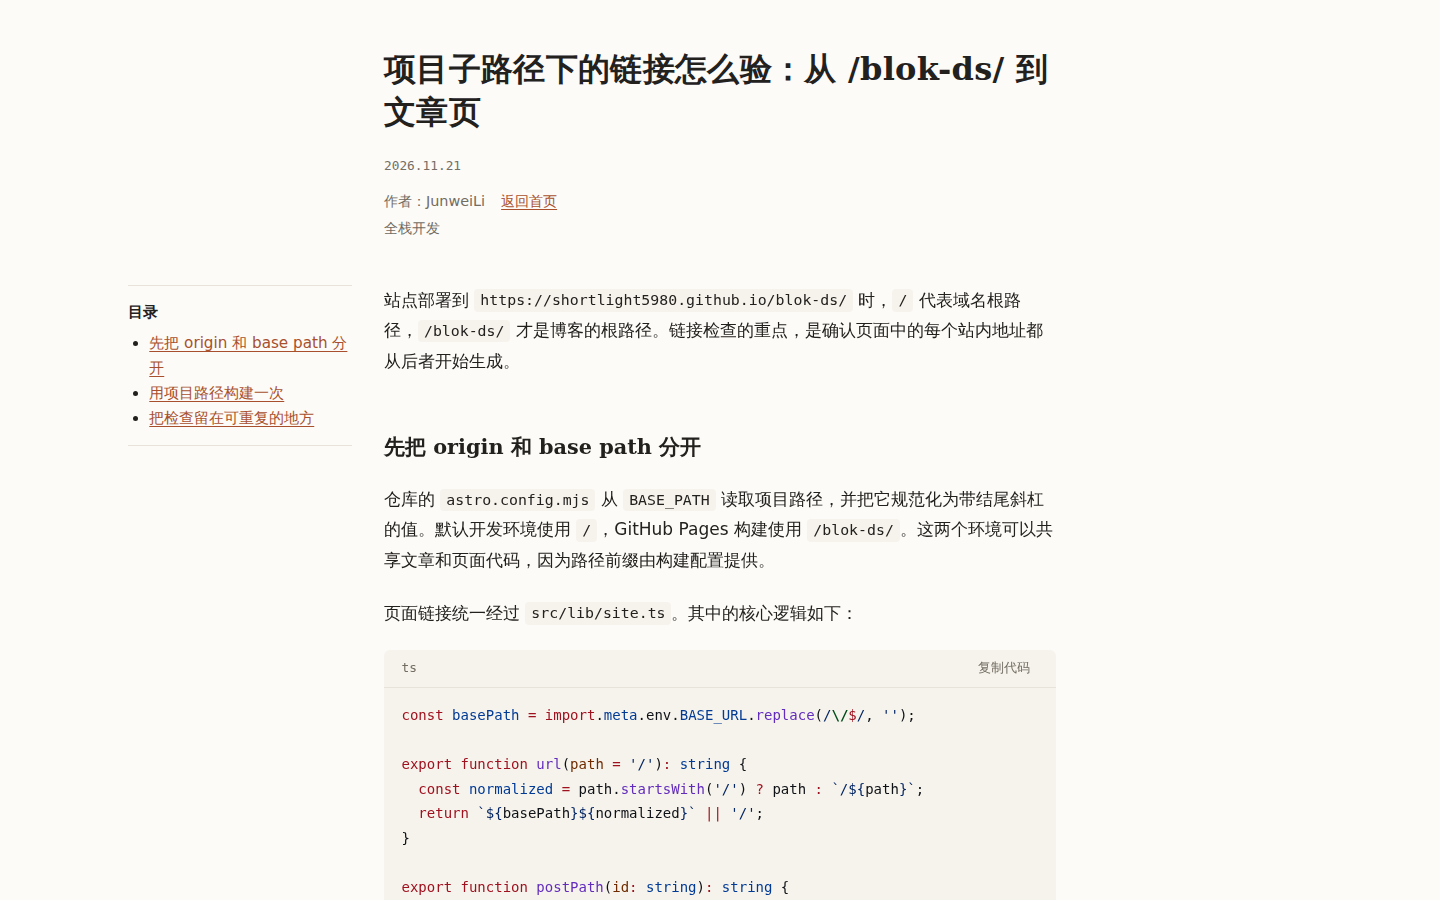 项目子路径下的链接怎么验：从 /blok-ds/ 到
文章页
2026.11.21
作者：JunweiLi 返回首页
全栈开发
目录
先把 origin 和 base path 分
开
用项目路径构建一次
把检查留在可重复的地方
站点部署到 https://shortlight5980.github.io/blok-ds/ 时，/ 代表域名根路
径，/blok-ds/ 才是博客的根路径。链接检查的重点，是确认页面中的每个站内地址都
从后者开始生成。
先把 origin 和 base path 分开
仓库的 astro.config.mjs 从 BASE_PATH 读取项目路径，并把它规范化为带结尾斜杠
的值。默认开发环境使用 /，GitHub Pages 构建使用 /blok-ds/。这两个环境可以共
享文章和页面代码，因为路径前缀由构建配置提供。
页面链接统一经过 src/lib/site.ts。其中的核心逻辑如下：
ts 复制代码
const basePath = import.meta.env.BASE_URL.replace(/\/$/, '');
export function url(path = '/'): string {
  const normalized = path.startsWith('/') ? path : `/${path}`;
  return `${basePath}${normalized}` || '/';
}
export function postPath(id: string): string {